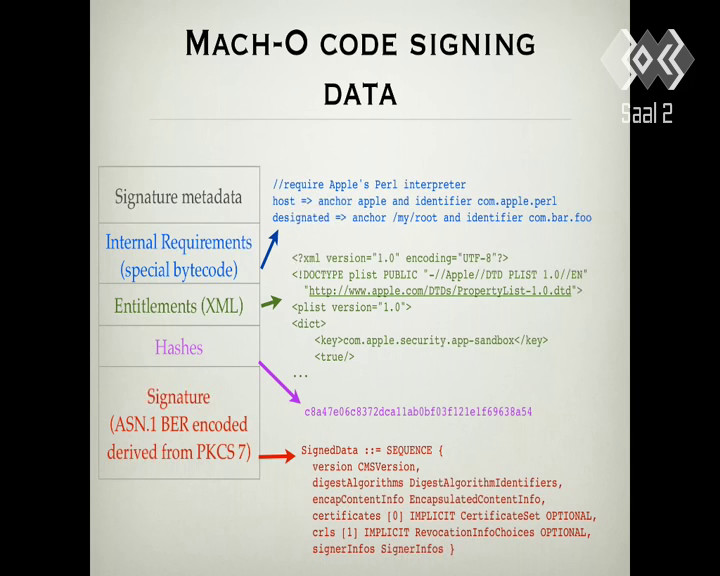 MACH-O CODE SIGNING
DATA
Saal 2
Signature metadata
Internal Requirements
(special bytecode)
Entitlements (XML)
Hashes
Signature
(ASN.1 BER encoded
derived from PKCS 7)
//require Apple's Perl interpreter
host => anchor apple and identifier com.apple.perl
designated => anchor /my/root and identifier com.bar.foo
<?xml version="1.0" encoding="UTF-8"?>
<!DOCTYPE plist PUBLIC "-//Apple//DTD PLIST 1.0//EN"
"http://www.apple.com/DTDs/PropertyList-1.0.dtd">
<plist version="1.0">
<dict>
<key>com.apple.security.app-sandbox</key>
<true/>
...
c8a47e06c8372dca11ab0bf03f121e1f69638a54
SignedData ::= SEQUENCE {
version CMSVersion,
digestAlgorithms DigestAlgorithmIdentifiers,
encapContentInfo EncapsulatedContentInfo,
certificates [0] IMPLICIT CertificateSet OPTIONAL,
crls [1] IMPLICIT RevocationInfoChoices OPTIONAL,
signerInfos SignerInfos }